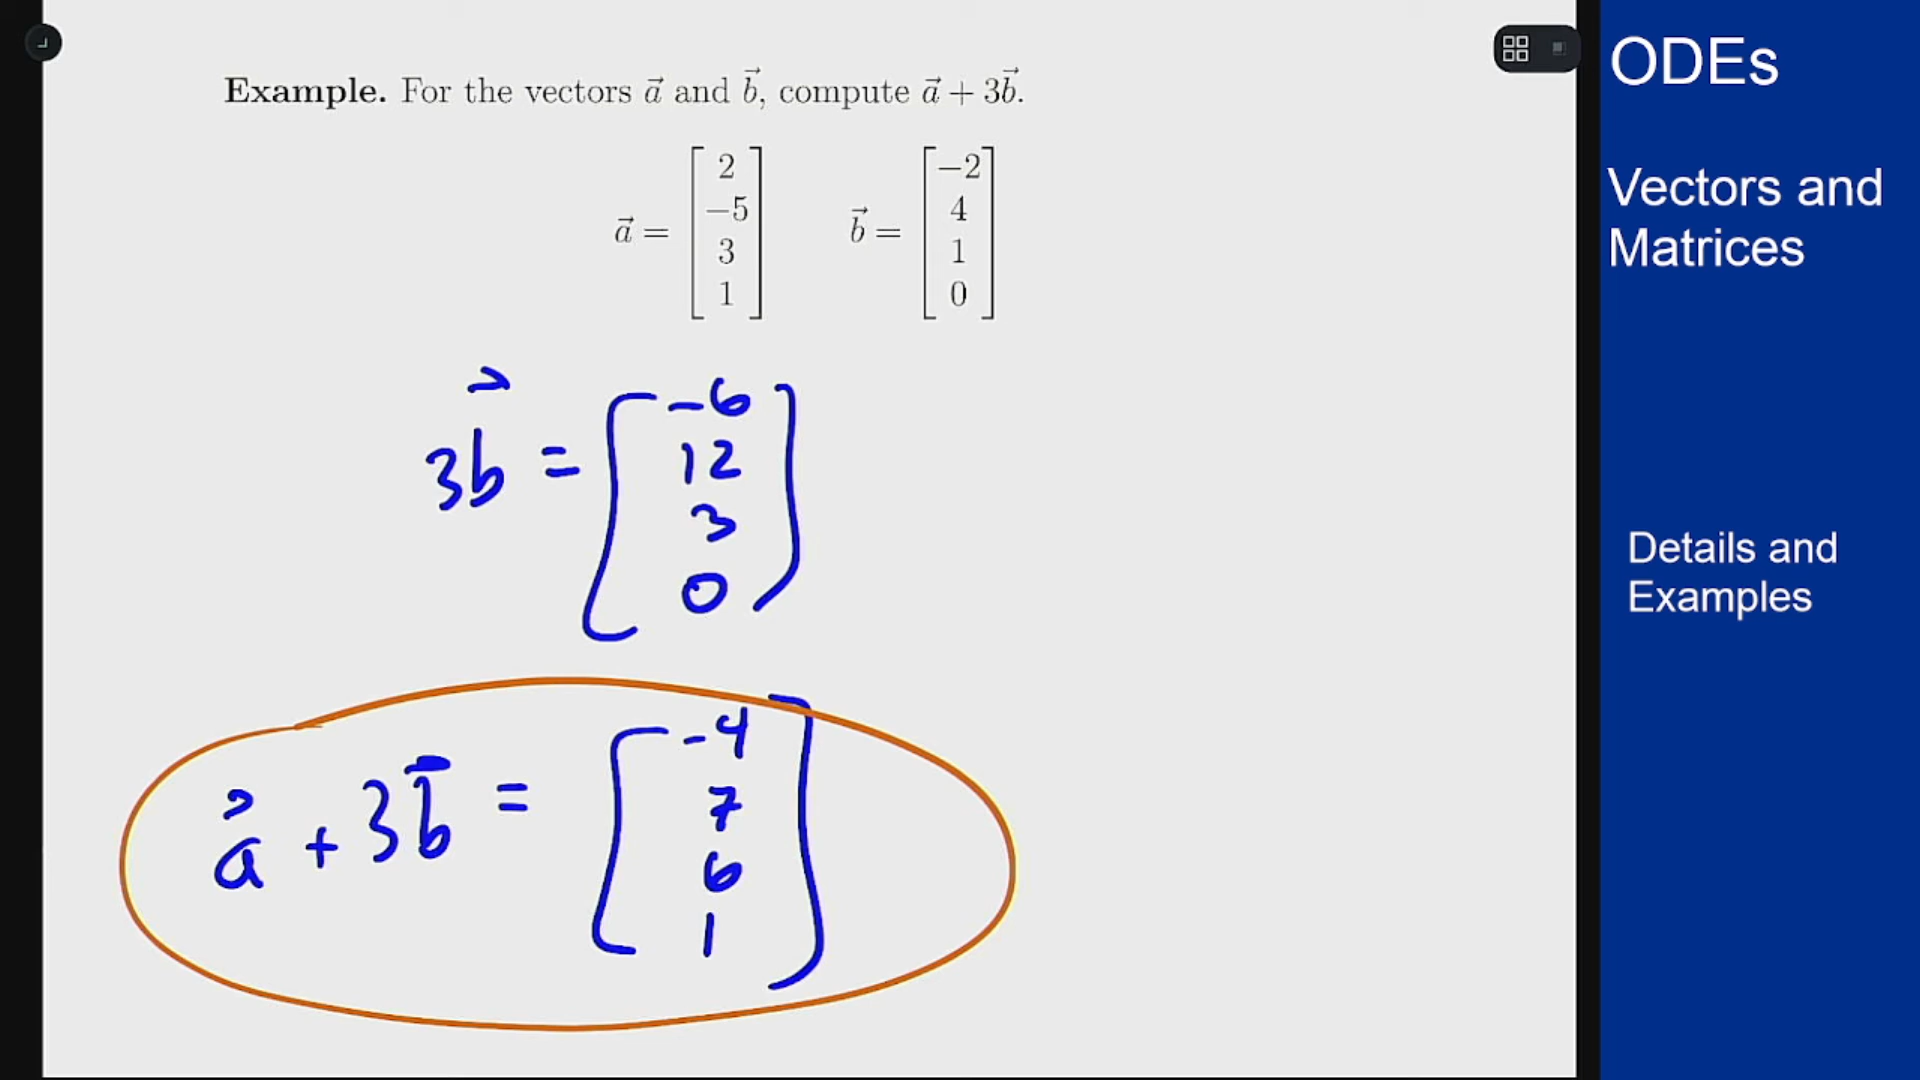 Example. For the vectors a⃗ and b⃗, compute a⃗ + 3b⃗.
a⃗ = [2 −5 3 1] b⃗ = [−2 4 1 0]
3b⃗ = [-6 12 3 0]
a⃗ + 3b⃗ = [-4 7 6 1]
ODEs
Vectors and
Matrices
Details and
Examples